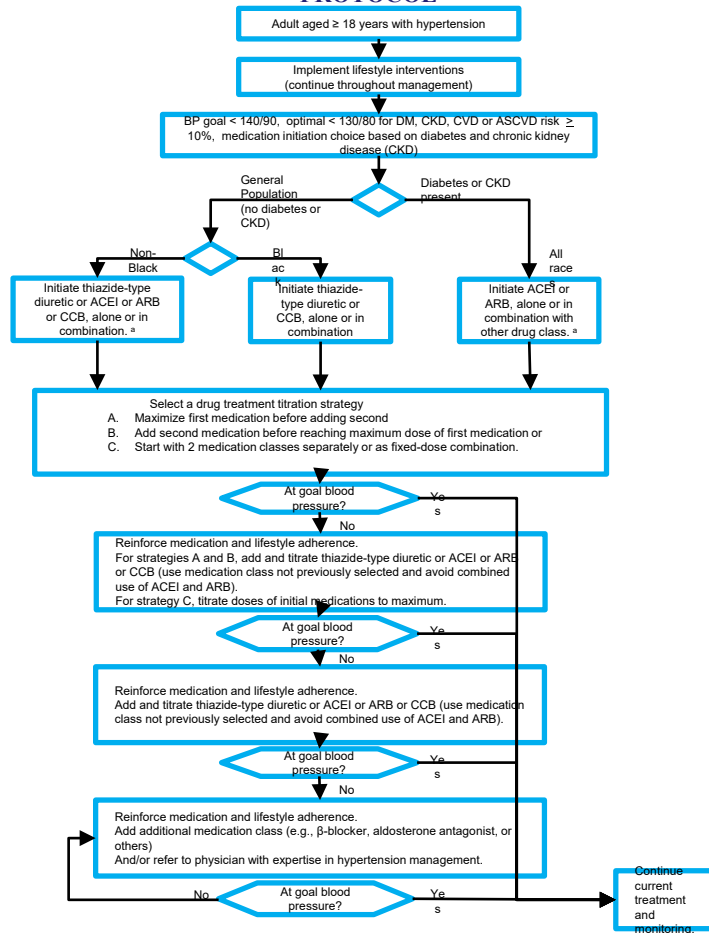 PROTOCOL
Adult aged ≥ 18 years with hypertension
Implement lifestyle interventions
(continue throughout management)
BP goal < 140/90, optimal < 130/80 for DM, CKD, CVD or ASCVD risk ≥
10%, medication initiation choice based on diabetes and chronic kidney
disease (CKD)
General
Population
(no diabetes or
CKD)
Diabetes or CKD
present
Non-
Black
Bl
ac
k
All
race
s
Initiate thiazide-type
diuretic or ACEI or ARB
or CCB, alone or in
combination. ᵃ
Initiate thiazide-
type diuretic or
CCB, alone or in
combination
Initiate ACEI or
ARB, alone or in
combination with
other drug class. ᵃ
Select a drug treatment titration strategy
A. Maximize first medication before adding second
B. Add second medication before reaching maximum dose of first medication or
C. Start with 2 medication classes separately or as fixed-dose combination.
At goal blood
pressure?
Ye
s
No
Reinforce medication and lifestyle adherence.
For strategies A and B, add and titrate thiazide-type diuretic or ACEI or ARB
or CCB (use medication class not previously selected and avoid combined
use of ACEI and ARB).
For strategy C, titrate doses of initial medications to maximum.
At goal blood
pressure?
Ye
s
No
Reinforce medication and lifestyle adherence.
Add and titrate thiazide-type diuretic or ACEI or ARB or CCB (use medication
class not previously selected and avoid combined use of ACEI and ARB).
At goal blood
pressure?
Ye
s
No
Reinforce medication and lifestyle adherence.
Add additional medication class (e.g., β-blocker, aldosterone antagonist, or
others)
And/or refer to physician with expertise in hypertension management.
No
At goal blood
pressure?
Ye
s
Continue
current
treatment
and
monitoring.